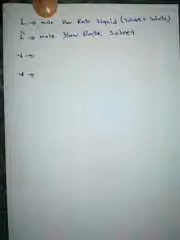 L → mole flow Rate liquid (Solvent + Solute)
L̄ → mole flow Rate, Solvent
v →
v →